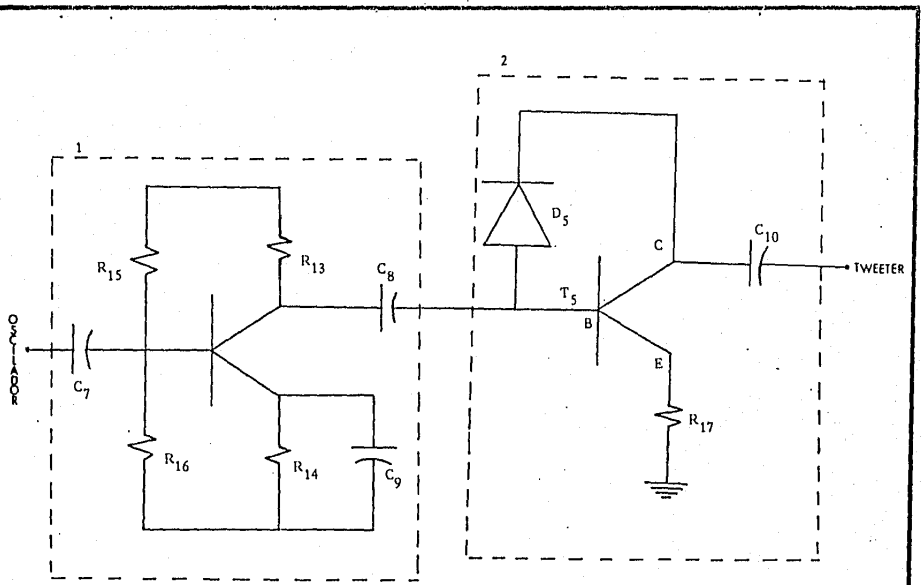 1
2
OSCILADOR
C7
R15
R13
R16
R14
C8
C9
D5
T5
B
C
E
R17
C10
TWEETER